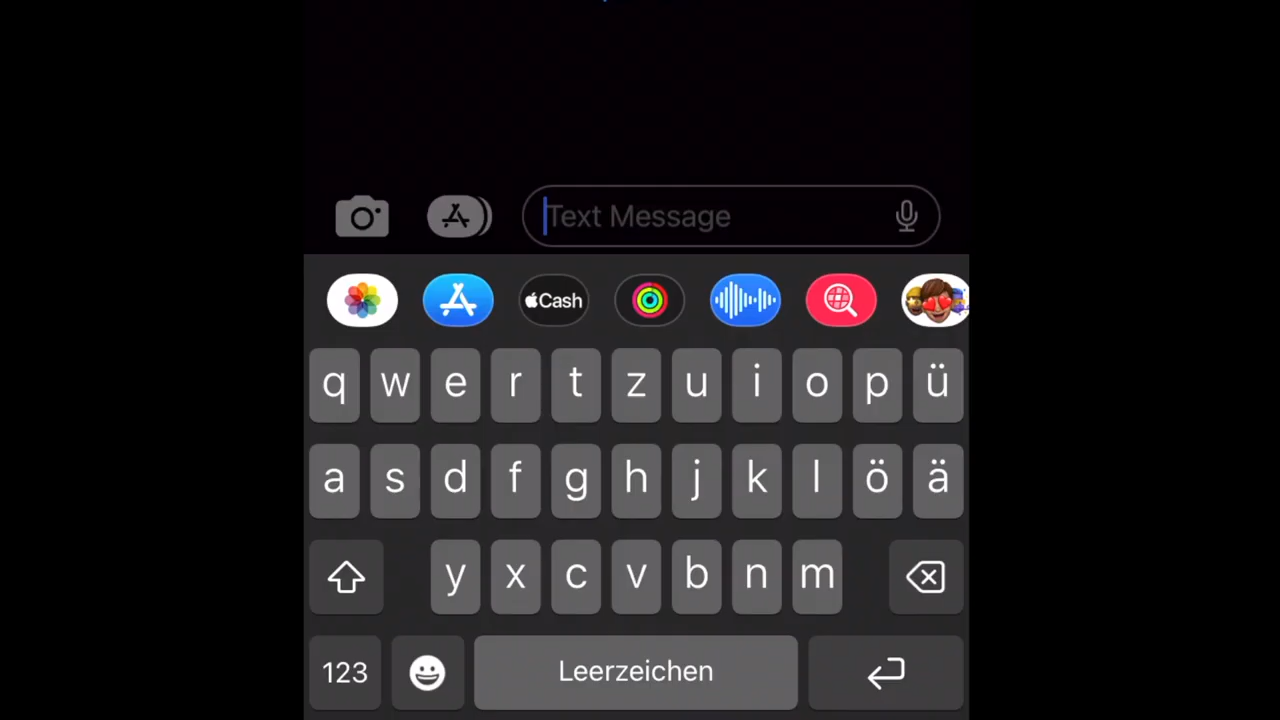 Text Message
Cash
q w e r t z u i o p ü
a s d f g h j k l ö ä
y x c v b n m
123 Leerzeichen